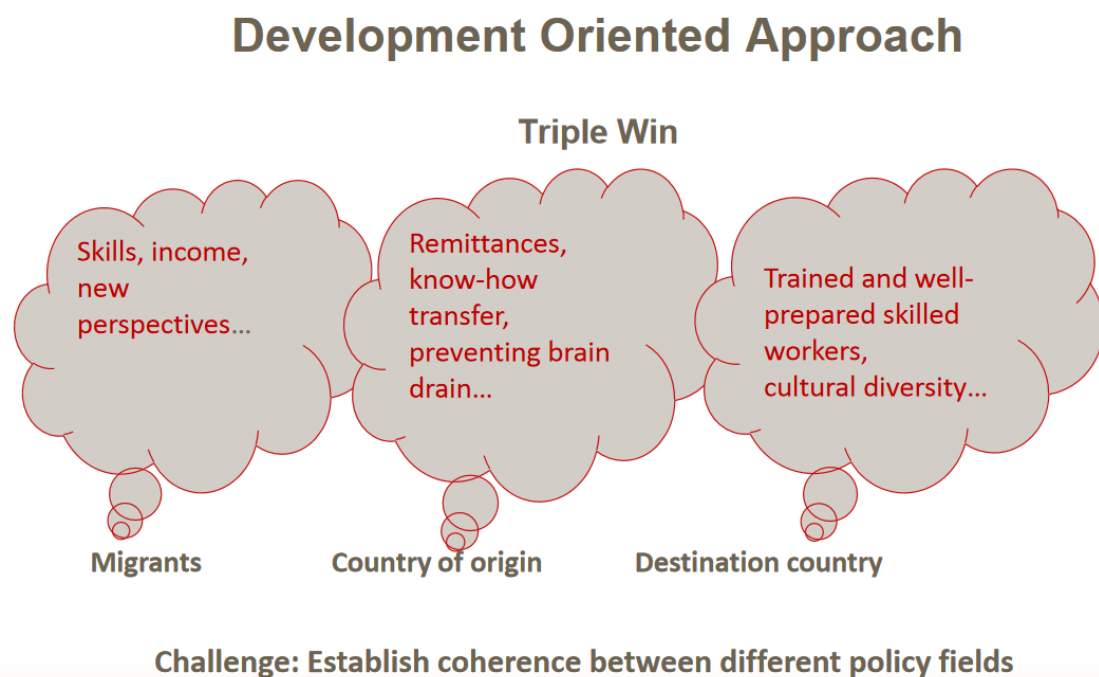 Development Oriented Approach
Triple Win
Skills, income,
new
perspectives...
Remittances,
know-how
transfer,
preventing brain
drain...
Trained and well-
prepared skilled
workers,
cultural diversity...
Migrants
Country of origin
Destination country
Challenge: Establish coherence between different policy fields